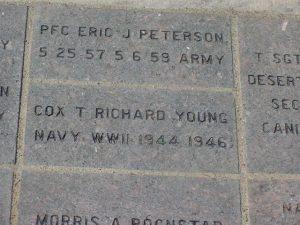 PFC ERIC J PETERSON
5 25 57 5 6 59 ARMY
COX T RICHARD YOUNG
NAVY WWII 1944 1946
MORRIS A
T SGT
DESERT
SEC